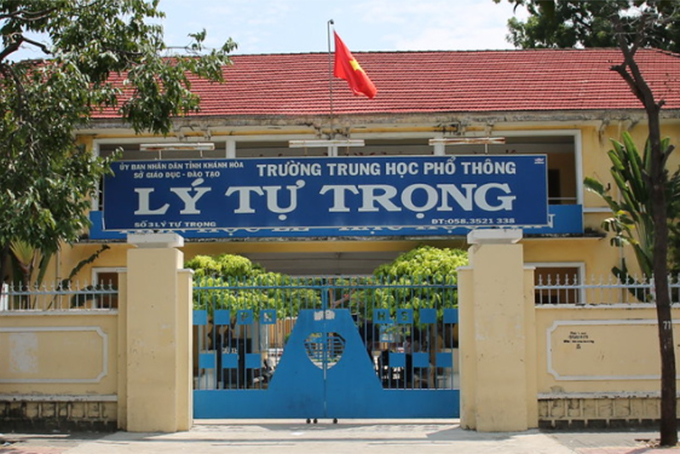 ỦY BAN NHÂN DÂN TỈNH KHÁNH HÒA
SỞ GIÁO DỤC - ĐÀO TẠO
TRƯỜNG TRUNG HỌC PHỔ THÔNG
LÝ TỰ TRỌNG
SỐ 3 LÝ TỰ TRỌNG
ĐT: 058.3521 338